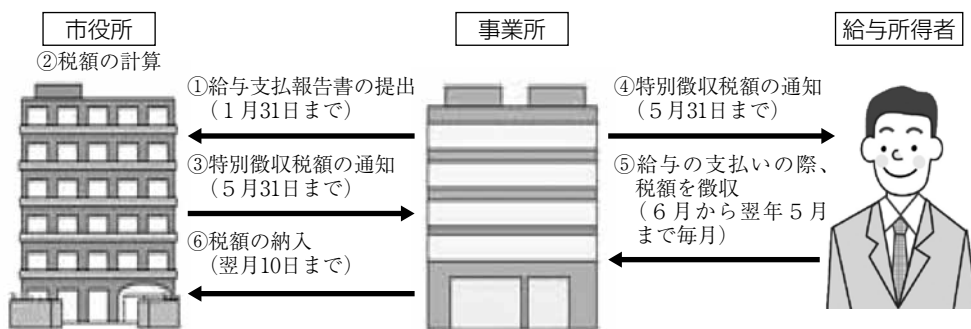 市役所
事業所
給与所得者
②税額の計算
①給与支払報告書の提出
（１月31日まで）
③特別徴収税額の通知
（５月31日まで）
⑥税額の納入
（翌月10日まで）
④特別徴収税額の通知
（５月31日まで）
⑤給与の支払いの際、
税額を徴収
（６月から翌年５月
まで毎月）